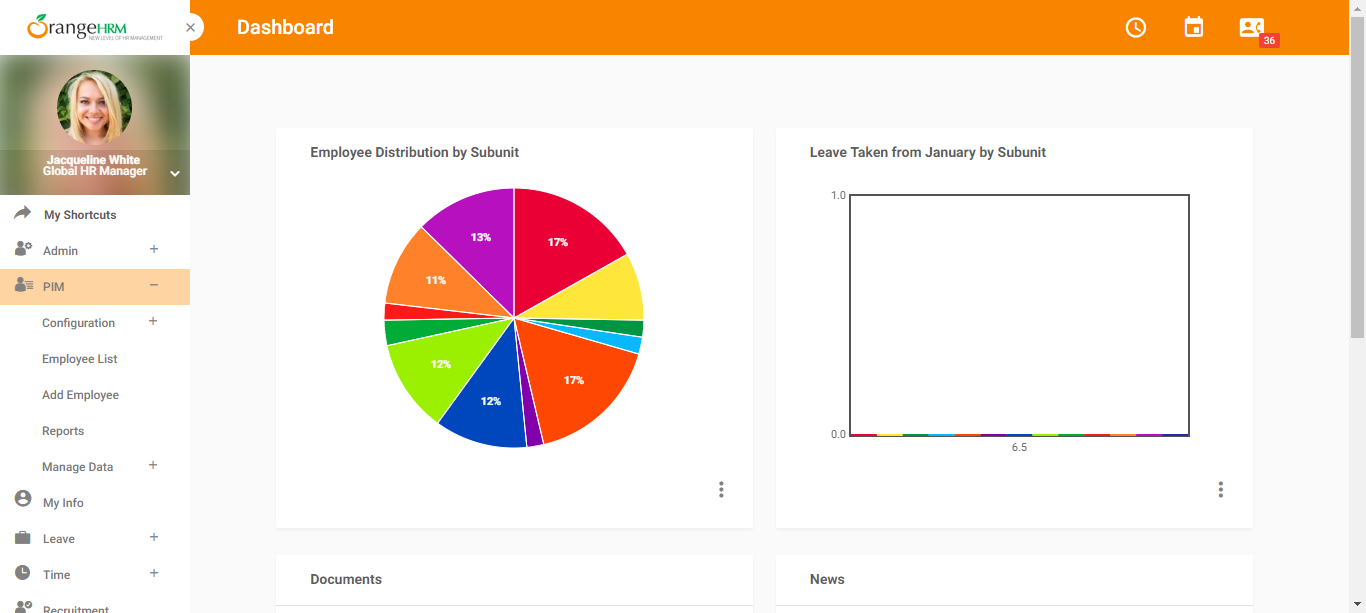 OrangeHRM
NEW LEVEL OF HR MANAGEMENT
Dashboard
36
Jacqueline White
Global HR Manager
My Shortcuts
Admin
PIM
Configuration
Employee List
Add Employee
Reports
Manage Data
My Info
Leave
Time
Recruitment
Employee Distribution by Subunit
13%
17%
11%
12%
17%
12%
Leave Taken from January by Subunit
1.0
0.0
6.5
Documents
News